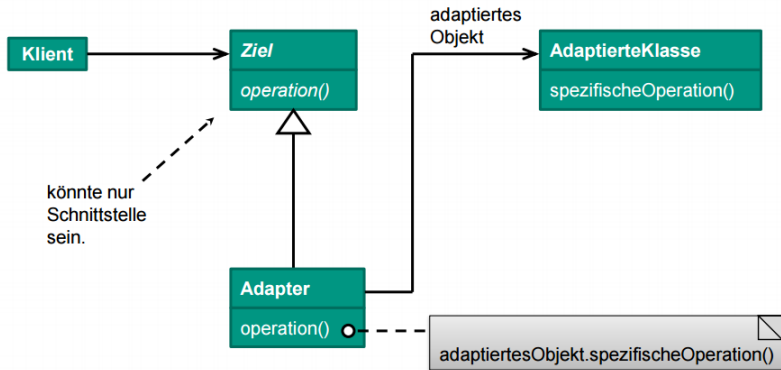 Klient
Ziel
operation()
adaptiertes
Objekt
AdaptierteKlasse
spezifischeOperation()
könnte nur
Schnittstelle
sein.
Adapter
operation()
adaptiertesObjekt.spezifischeOperation()